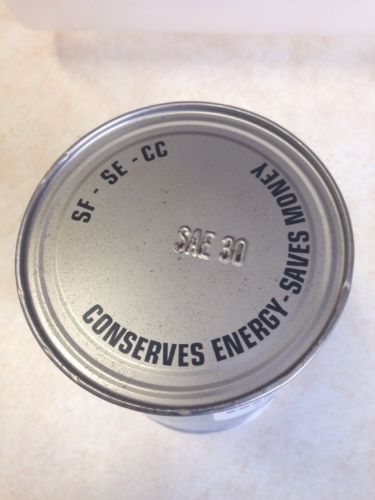 SF - SE - CC
SAE 30
CONSERVES ENERGY-SAVES MONEY